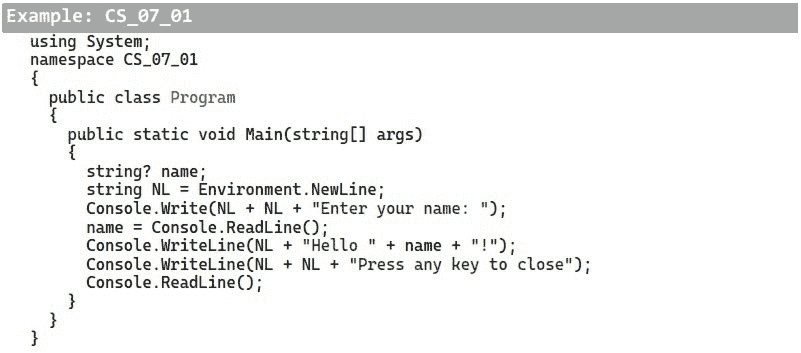 Example: CS_07_01
using System;
namespace CS_07_01
{
public class Program
{
public static void Main(string[] args)
{
string? name;
string NL = Environment.NewLine;
Console.Write(NL + NL + "Enter your name: ");
name = Console.ReadLine();
Console.WriteLine(NL + "Hello " + name + "!");
Console.WriteLine(NL + NL + "Press any key to close");
Console.ReadLine();
}
}
}